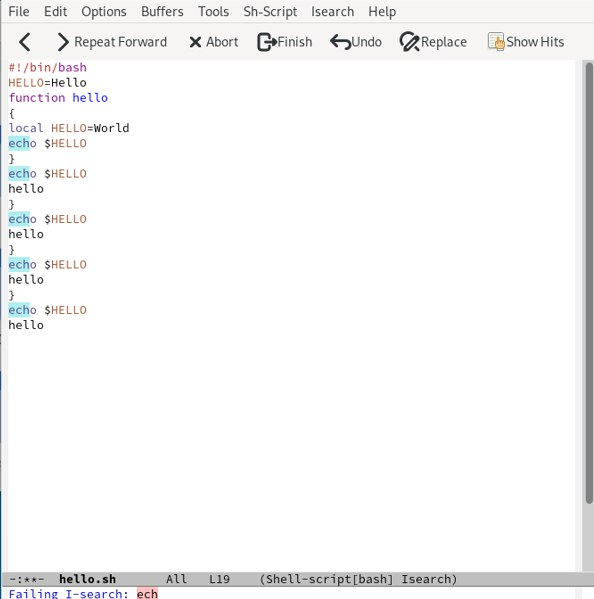 File Edit Options Buffers Tools Sh-Script Isearch Help
Repeat Forward Abort Finish Undo Replace Show Hits
#!/bin/bash
HELLO=Hello
function hello
{
local HELLO=World
echo $HELLO
}
echo $HELLO
hello
}
echo $HELLO
hello
}
echo $HELLO
hello
}
echo $HELLO
hello
-:**- hello.sh All L19 (Shell-script[bash] Isearch)
Failing I-search: ech